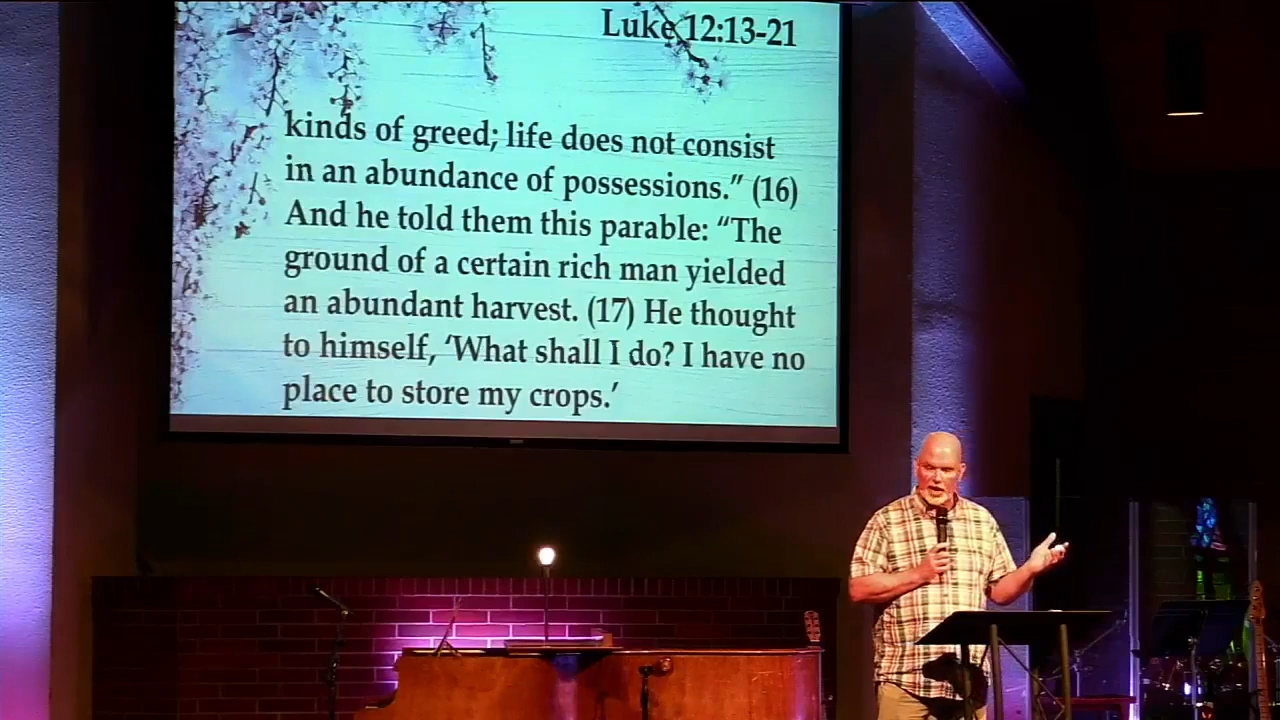 Luke 12:13-21
kinds of greed; life does not consist
in an abundance of possessions.” (16)
And he told them this parable: “The
ground of a certain rich man yielded
an abundant harvest. (17) He thought
to himself, ‘What shall I do? I have no
place to store my crops.’